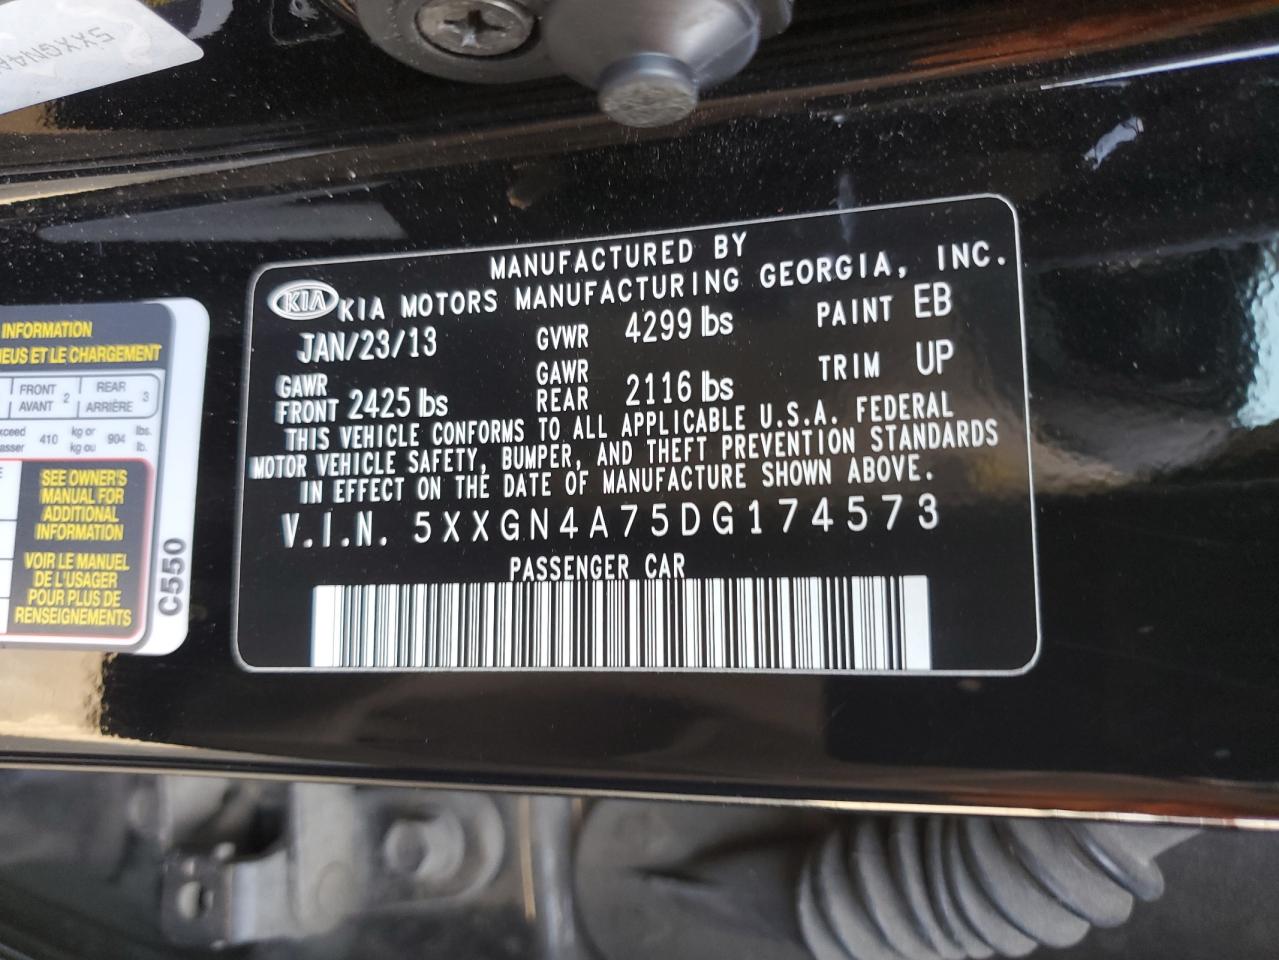 5XXGN4A
MANUFACTURED BY
KIA KIA MOTORS MANUFACTURING GEORGIA, INC.
JAN/23/13 GVWR 4299 lbs PAINT EB
GAWR FRONT 2425 lbs GAWR REAR 2116 lbs TRIM UP
THIS VEHICLE CONFORMS TO ALL APPLICABLE U.S.A. FEDERAL
MOTOR VEHICLE SAFETY, BUMPER, AND THEFT PREVENTION STANDARDS
IN EFFECT ON THE DATE OF MANUFACTURE SHOWN ABOVE.
V.I.N. 5XXGN4A75DG174573
PASSENGER CAR
INFORMATION
ET LE CHARGEMENT
FRONT 2 REAR 3
AVANT ARRIÈRE
410 kg or 904 lbs.
kg ou lb.
SEE OWNER'S
MANUAL FOR
ADDITIONAL
INFORMATION
VOIR LE MANUEL
DE L'USAGER
POUR PLUS DE
RENSEIGNEMENTS
C550